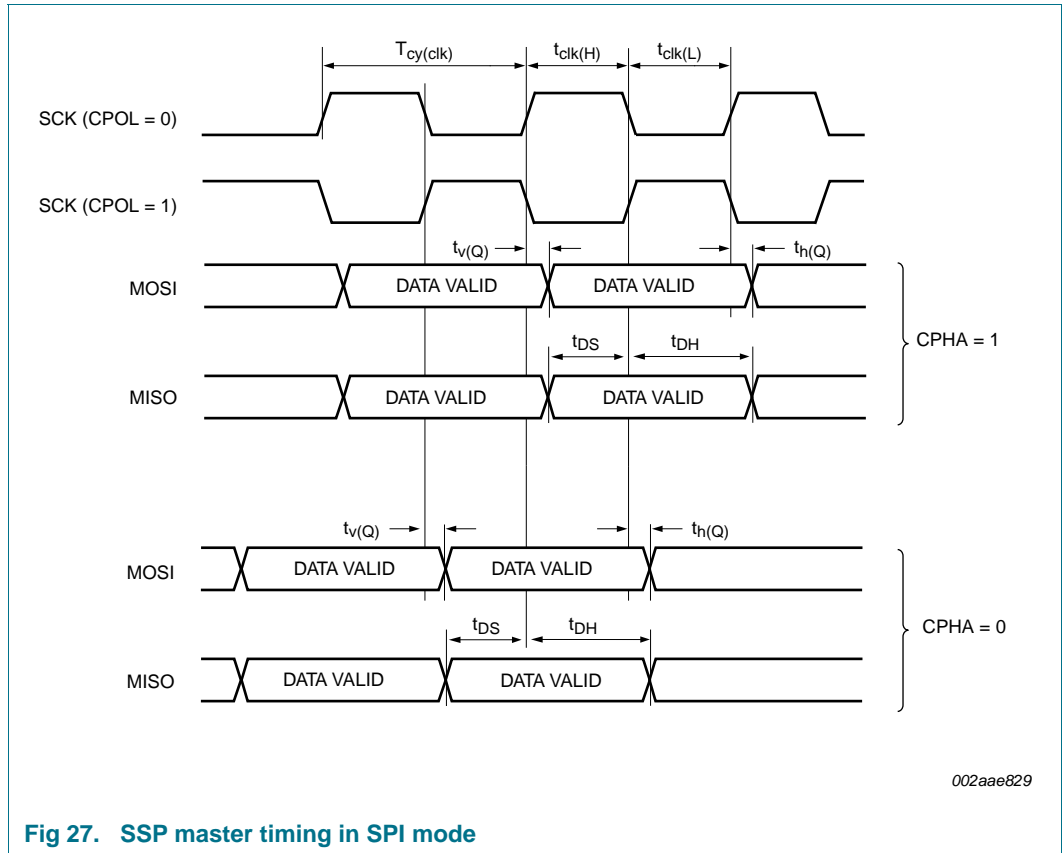 Tcy(clk) tclk(H) tclk(L)
SCK (CPOL = 0)
SCK (CPOL = 1)
tv(Q) th(Q)
MOSI DATA VALID DATA VALID
CPHA = 1
tDS tDH
MISO DATA VALID DATA VALID
tv(Q) th(Q)
MOSI DATA VALID DATA VALID
CPHA = 0
tDS tDH
MISO DATA VALID DATA VALID
002aae829
Fig 27. SSP master timing in SPI mode